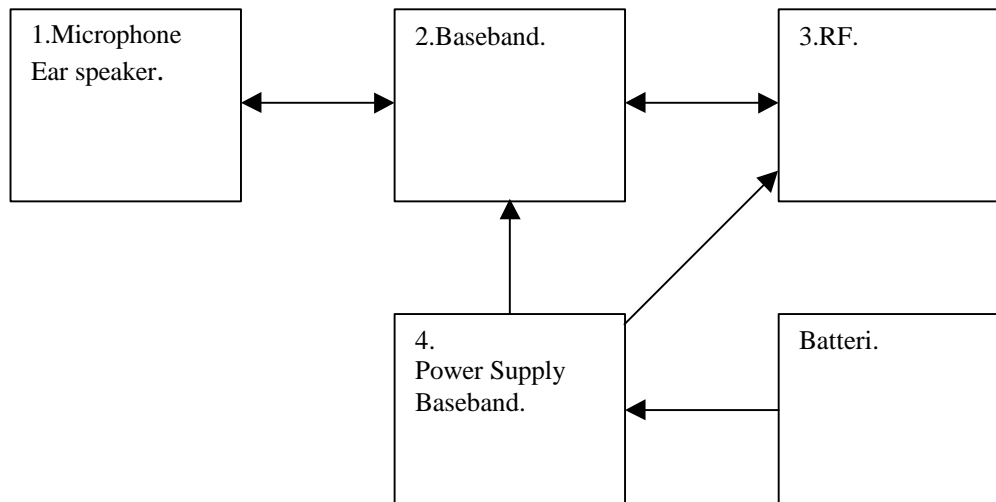 1.Microphone
Ear speaker.
2.Baseband.
3.RF.
4.
Power Supply
Baseband.
Batteri.